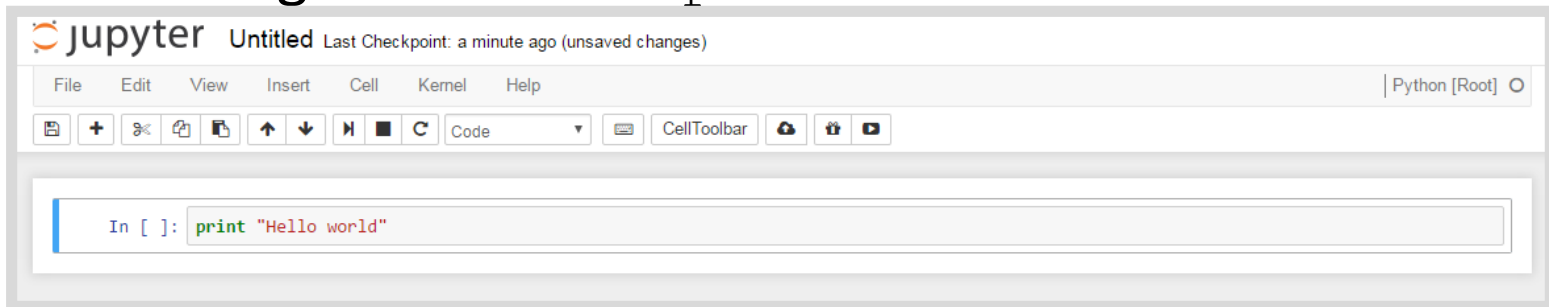 jupyter Untitled Last Checkpoint: a minute ago (unsaved changes)
File Edit View Insert Cell Kernel Help Python [Root]
Code CellToolbar
In [ ]: print "Hello world"